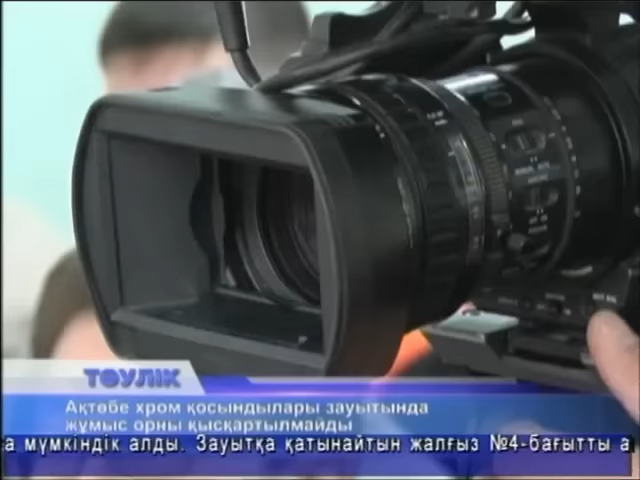 ТӘУЛІК
Ақтөбе хром қосындылары зауытында
жұмыс орны қысқартылмайды
а мүмкіндік алды. Зауытқа қатынайтын жалғыз №4-бағытты а